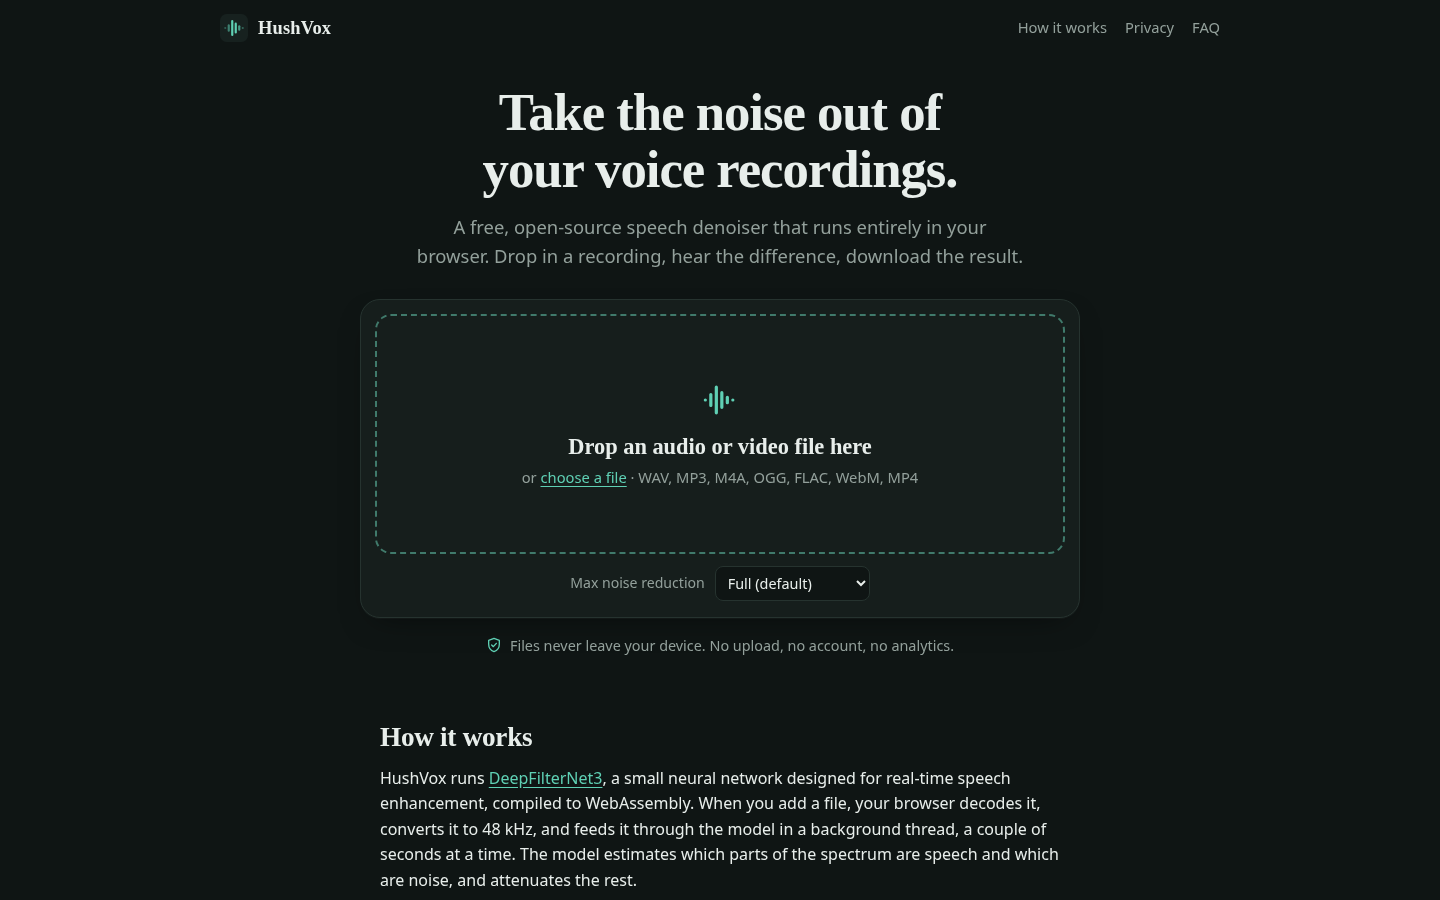 HushVox
How it works
Privacy
FAQ
Take the noise out of
your voice recordings.
A free, open-source speech denoiser that runs entirely in your
browser. Drop in a recording, hear the difference, download the result.
Drop an audio or video file here
or choose a file · WAV, MP3, M4A, OGG, FLAC, WebM, MP4
Max noise reduction
Full (default)
Files never leave your device. No upload, no account, no analytics.
How it works
HushVox runs DeepFilterNet3, a small neural network designed for real-time speech
enhancement, compiled to WebAssembly. When you add a file, your browser decodes it,
converts it to 48 kHz, and feeds it through the model in a background thread, a couple of
seconds at a time. The model estimates which parts of the spectrum are speech and which
are noise, and attenuates the rest.